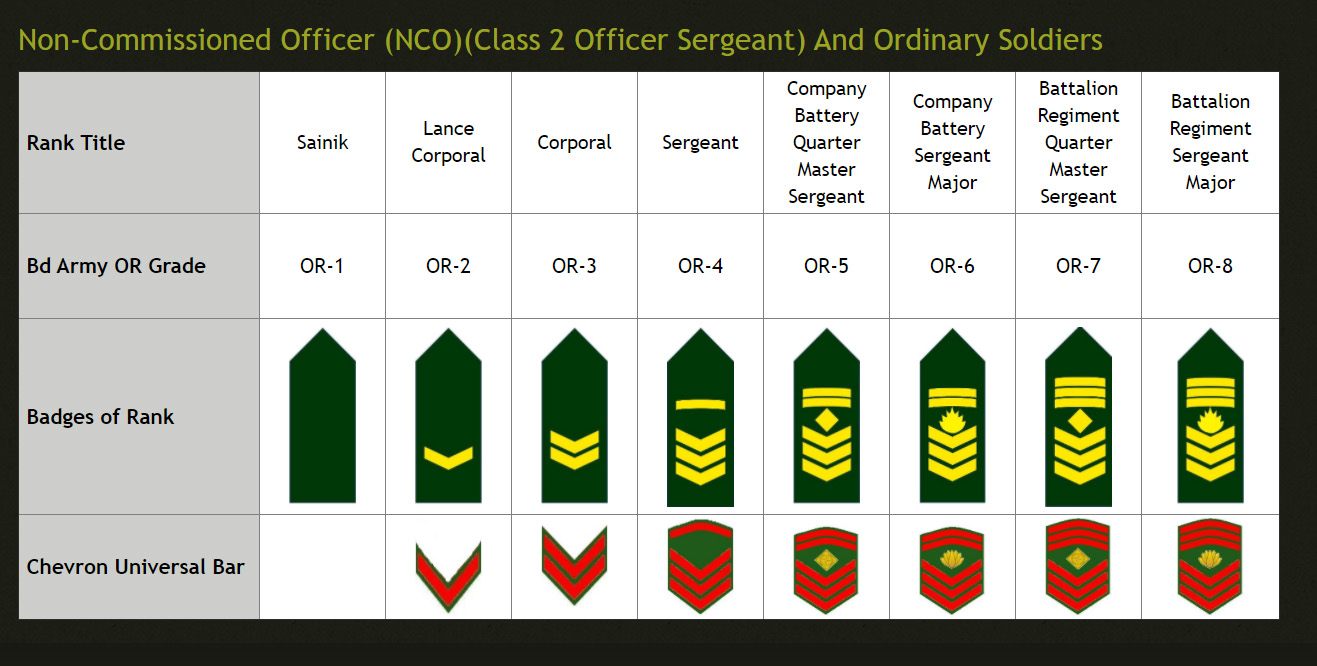 Non-Commissioned Officer (NCO)(Class 2 Officer Sergeant) And Ordinary Soldiers
Rank Title
Sainik
Lance
Corporal
Corporal
Sergeant
Company
Battery
Quarter
Master
Sergeant
Company
Battery
Sergeant
Major
Battalion
Regiment
Quarter
Master
Sergeant
Battalion
Regiment
Sergeant
Major
Bd Army OR Grade
OR-1
OR-2
OR-3
OR-4
OR-5
OR-6
OR-7
OR-8
Badges of Rank
Chevron Universal Bar